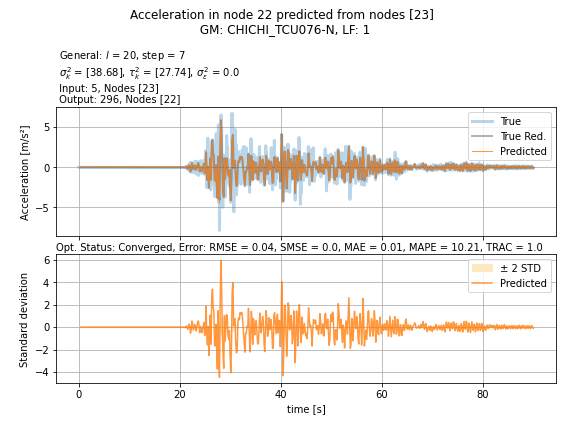 Acceleration in node 22 predicted from nodes [23]
GM: CHICHI_TCU076-N, LF: 1
General: l = 20, step = 7
σ²ₖ = [38.68], τ²ₖ = [27.74], σ²_ε = 0.0
Input: 5, Nodes [23]
Output: 296, Nodes [22]
True
True Red.
Predicted
Acceleration [m/s²]
5
0
−5
Opt. Status: Converged, Error: RMSE = 0.04, SMSE = 0.0, MAE = 0.01, MAPE = 10.21, TRAC = 1.0
± 2 STD
Predicted
Standard deviation
6
4
2
0
−2
−4
0 20 40 60 80
time [s]